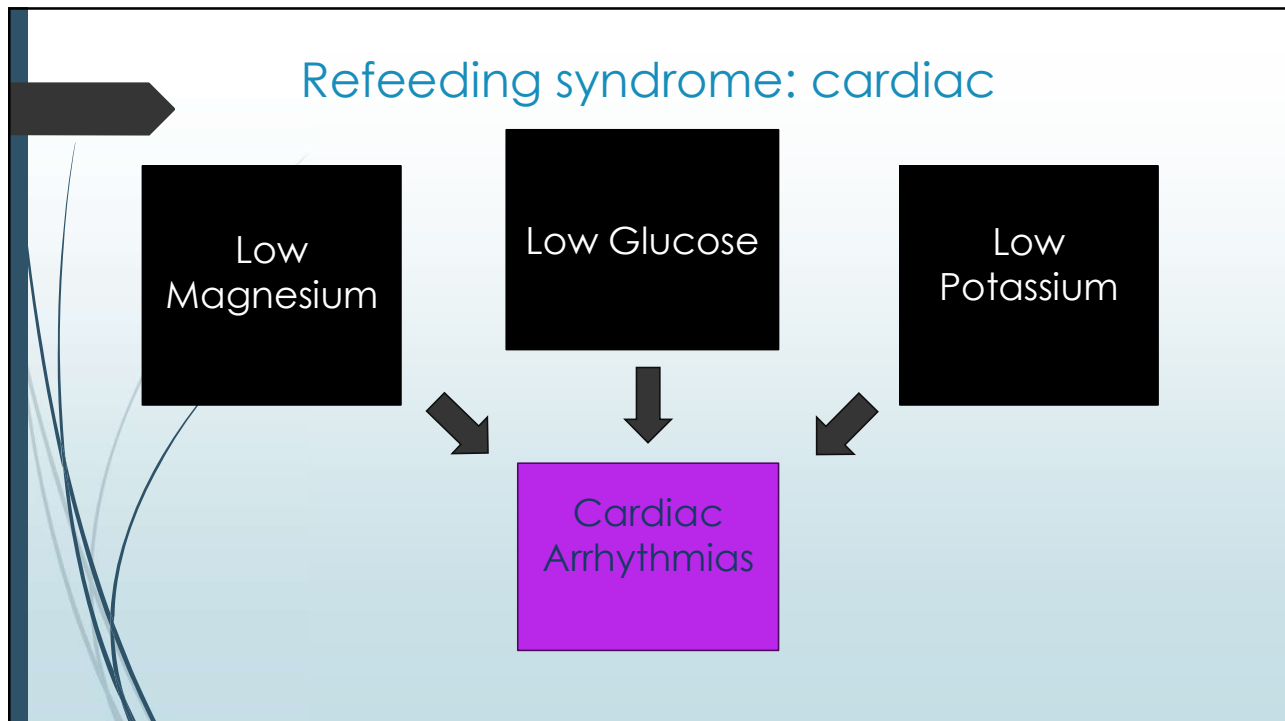 Refeeding syndrome: cardiac
Low
Magnesium
Low Glucose
Low
Potassium
Cardiac
Arrhythmias